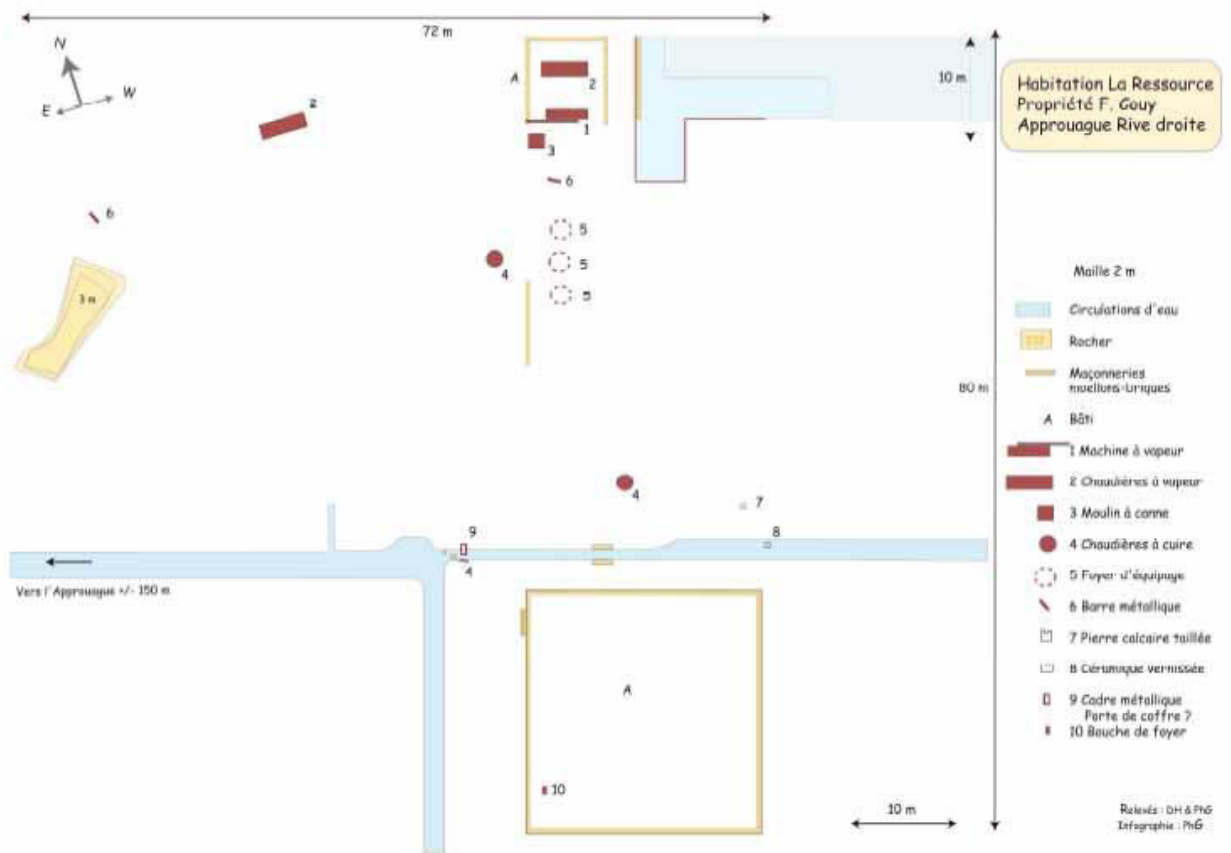 72 m
N
E
W
A
2
10 m
Habitation La Ressource
Propriété F. Gouy
Approuague Rive droite
2
1
3
6
6
5
4
5
5
3 m
Maille 2 m
Circulations d'eau
Rocher
Maçonneries
moellons-briques
80 m
A Bâti
1 Machine à vapeur
2 Chaudières à vapeur
3 Moulin à canne
4 Chaudières à cuire
5 Foyer d'équipage
6 Barre métallique
7 Pierre calcaire taillée
8 Céramique vernissée
9 Cadre métallique
Porte de coffre ?
10 Bouche de foyer
4
7
9
8
4
Vers l'Approuague +/- 150 m
A
10
10 m
Relevés : DH & PhG
Infographie : PhG